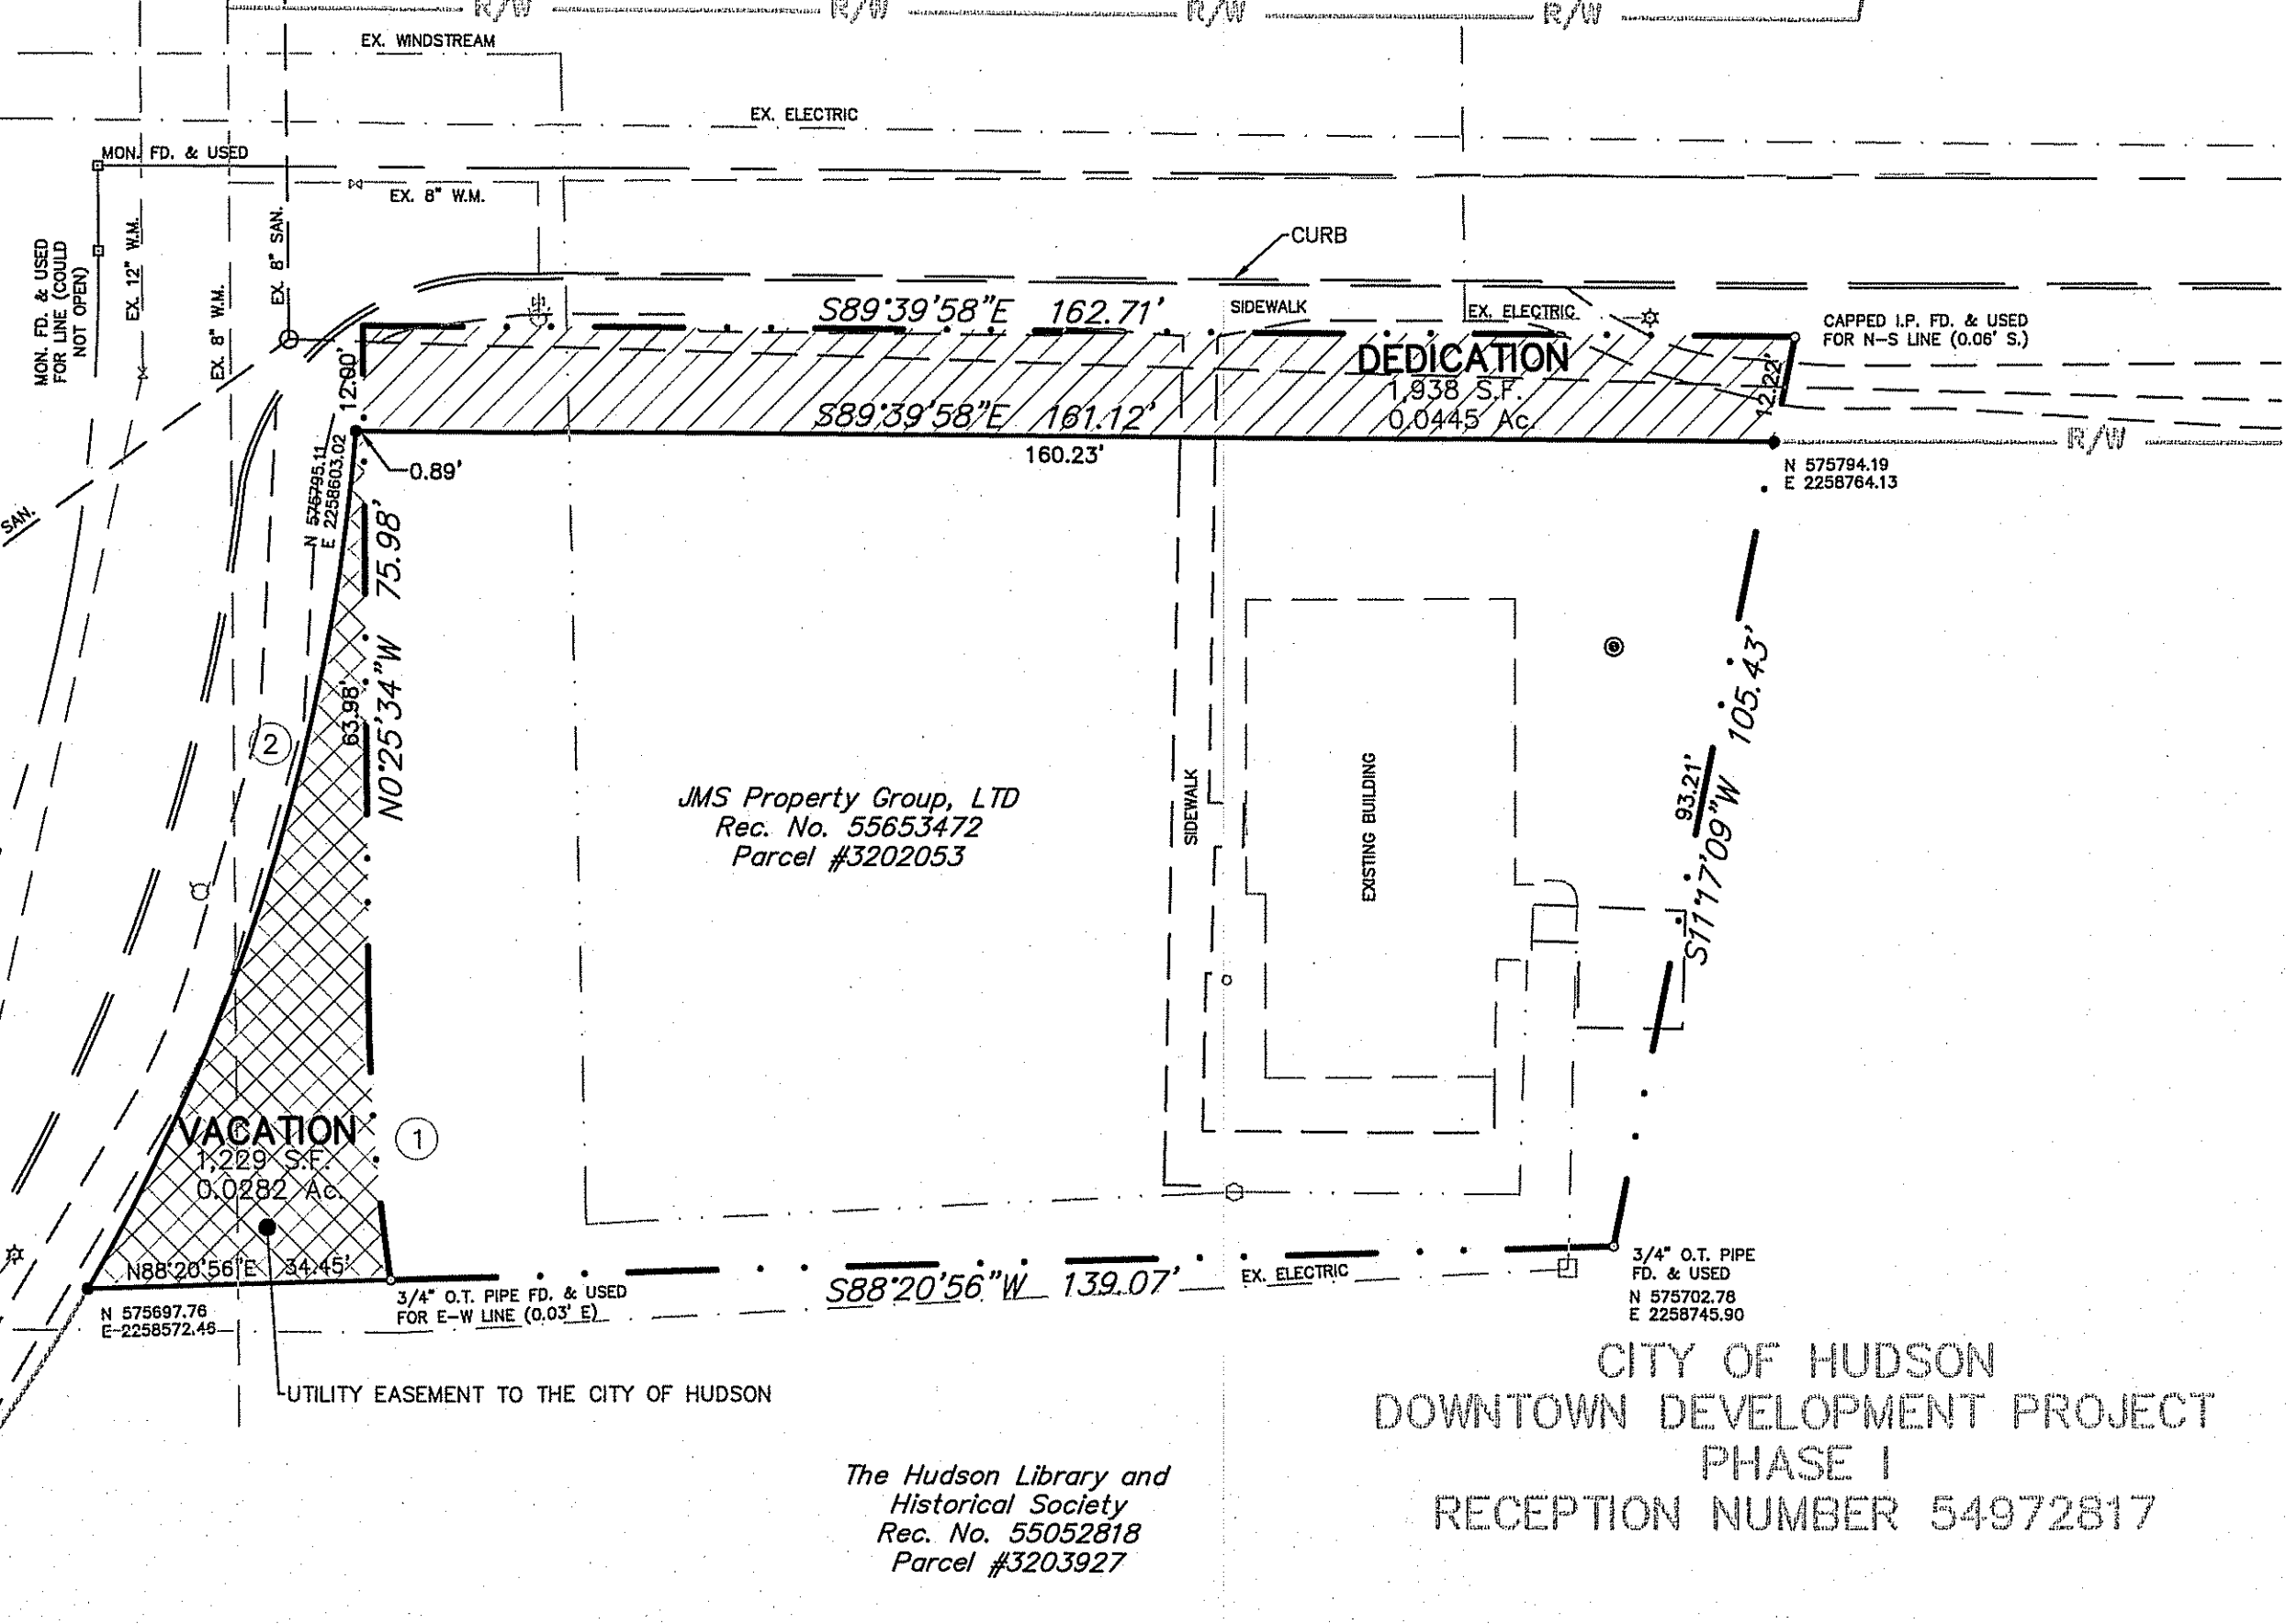 R/W R/W R/W R/W
EX. WINDSTREAM
EX. ELECTRIC
MON. FD. & USED
EX. 8" W.M.
MON. FD. & USED
FOR LINE (COULD
NOT OPEN)
EX. 12" W.M.
EX. 8" W.M.
EX. 8" SAN.
CURB
S89°39'58"E 162.71'
SIDEWALK
EX. ELECTRIC
CAPPED I.P. FD. & USED
FOR N-S LINE (0.06' S.)
12.00'
DEDICATION
1,938 S.F.
0.0445 Ac.
12.22'
S89°39'58"E 161.12'
160.23'
R/W
0.89'
N 575795.11
E 2258603.02
N 575794.19
E 2258764.13
SAN.
N0°25'34"W 75.98'
63.98'
2
JMS Property Group, LTD
Rec. No. 55653472
Parcel #3202053
SIDEWALK
EXISTING BUILDING
93.21'
S11°17'09"W 105.43'
VACATION
1,229 S.F.
0.0282 Ac.
1
N88°20'56"E 34.45'
3/4" O.T. PIPE FD. & USED
FOR E-W LINE (0.03' E)
S88°20'56"W 139.07'
EX. ELECTRIC
3/4" O.T. PIPE
FD. & USED
N 575702.78
E 2258745.90
N 575697.76
E 2258572.46
UTILITY EASEMENT TO THE CITY OF HUDSON
CITY OF HUDSON
DOWNTOWN DEVELOPMENT PROJECT
PHASE I
RECEPTION NUMBER 54972817
The Hudson Library and
Historical Society
Rec. No. 55052818
Parcel #3203927